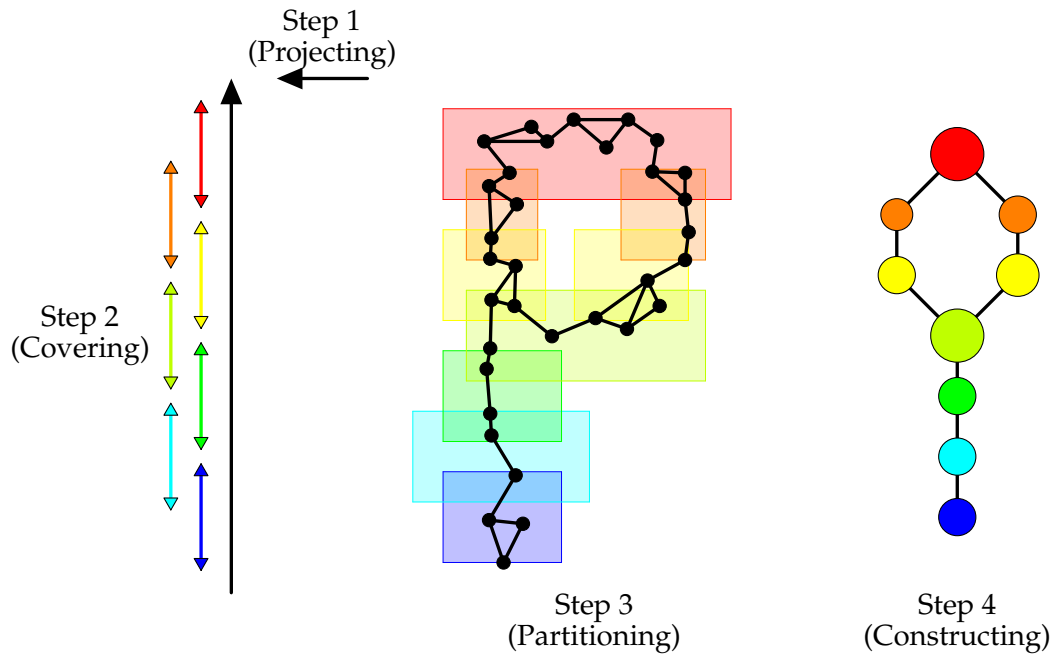 Step 1
(Projecting)
Step 2
(Covering)
Step 3
(Partitioning)
Step 4
(Constructing)